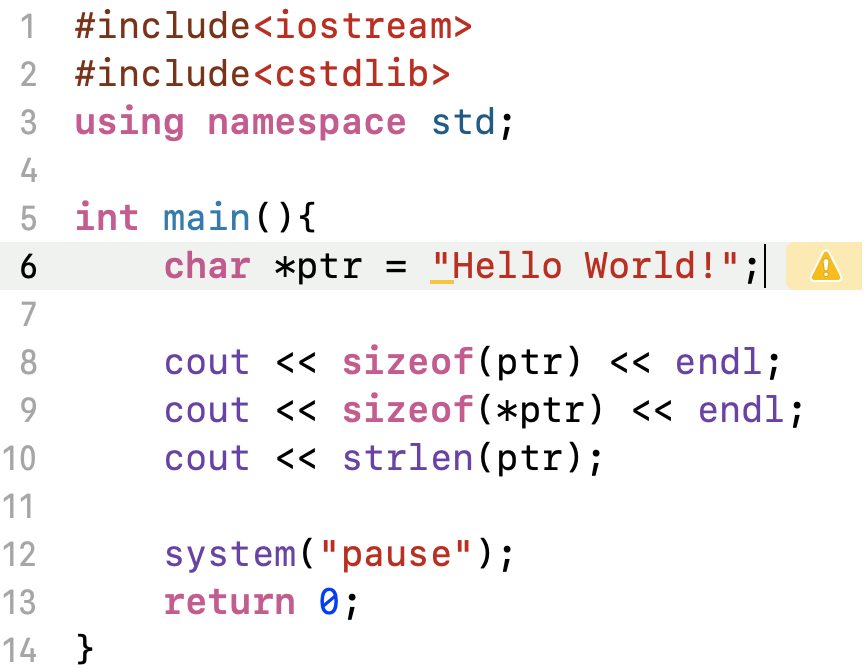 1 #include<iostream>
2 #include<cstdlib>
3 using namespace std;
4
5 int main(){
6     char *ptr = "Hello World!";
7
8     cout << sizeof(ptr) << endl;
9     cout << sizeof(*ptr) << endl;
10     cout << strlen(ptr);
11
12     system("pause");
13     return 0;
14 }